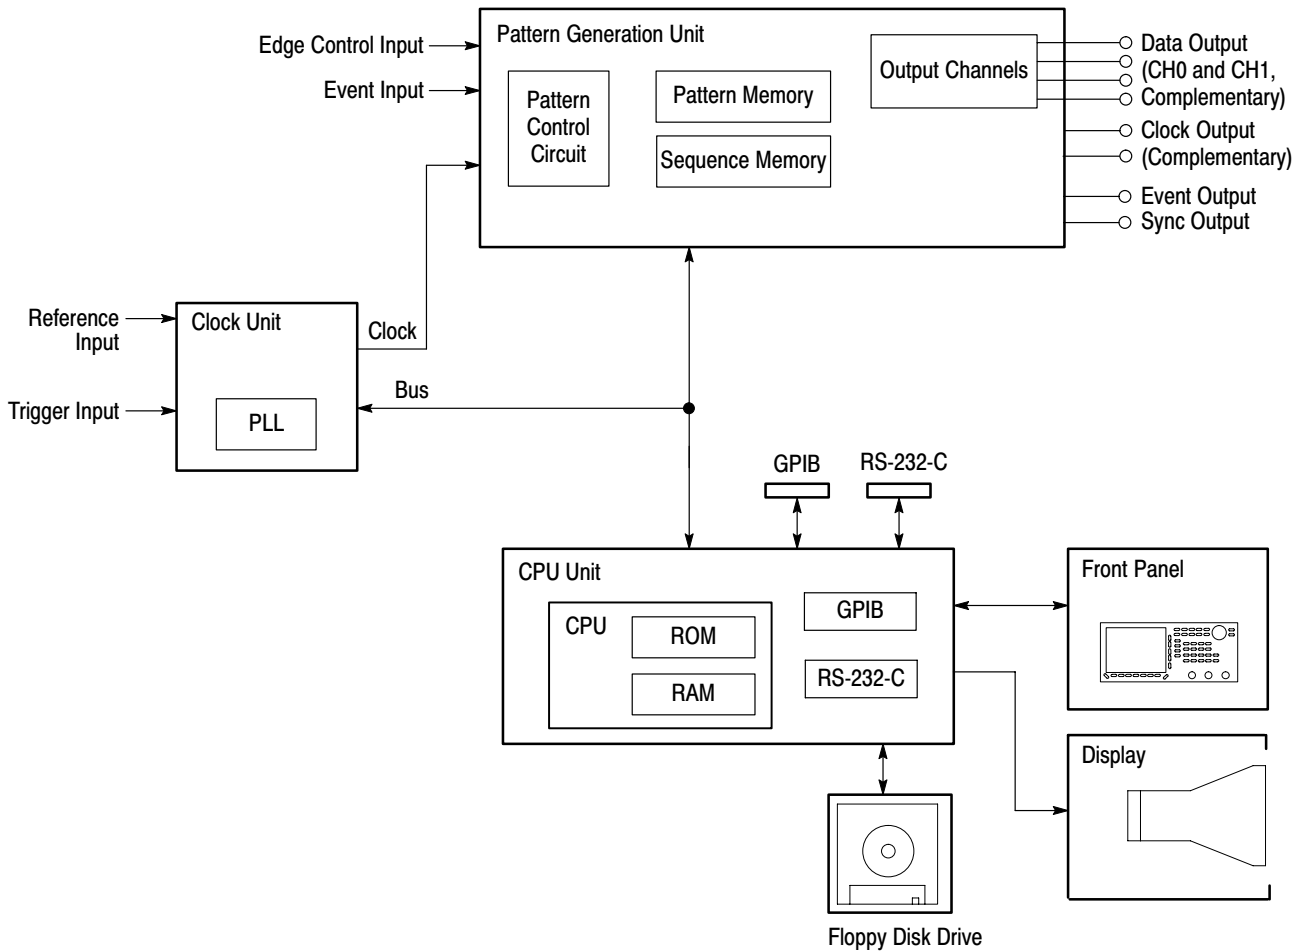 Pattern Generation Unit
Edge Control Input
Event Input
Pattern
Control
Circuit
Pattern Memory
Sequence Memory
Output Channels
Data Output
(CH0 and CH1,
Complementary)
Clock Output
(Complementary)
Event Output
Sync Output
Reference
Input
Clock Unit
Clock
Trigger Input
PLL
Bus
GPIB
RS-232-C
CPU Unit
CPU
ROM
RAM
GPIB
RS-232-C
Front Panel
Display
Floppy Disk Drive